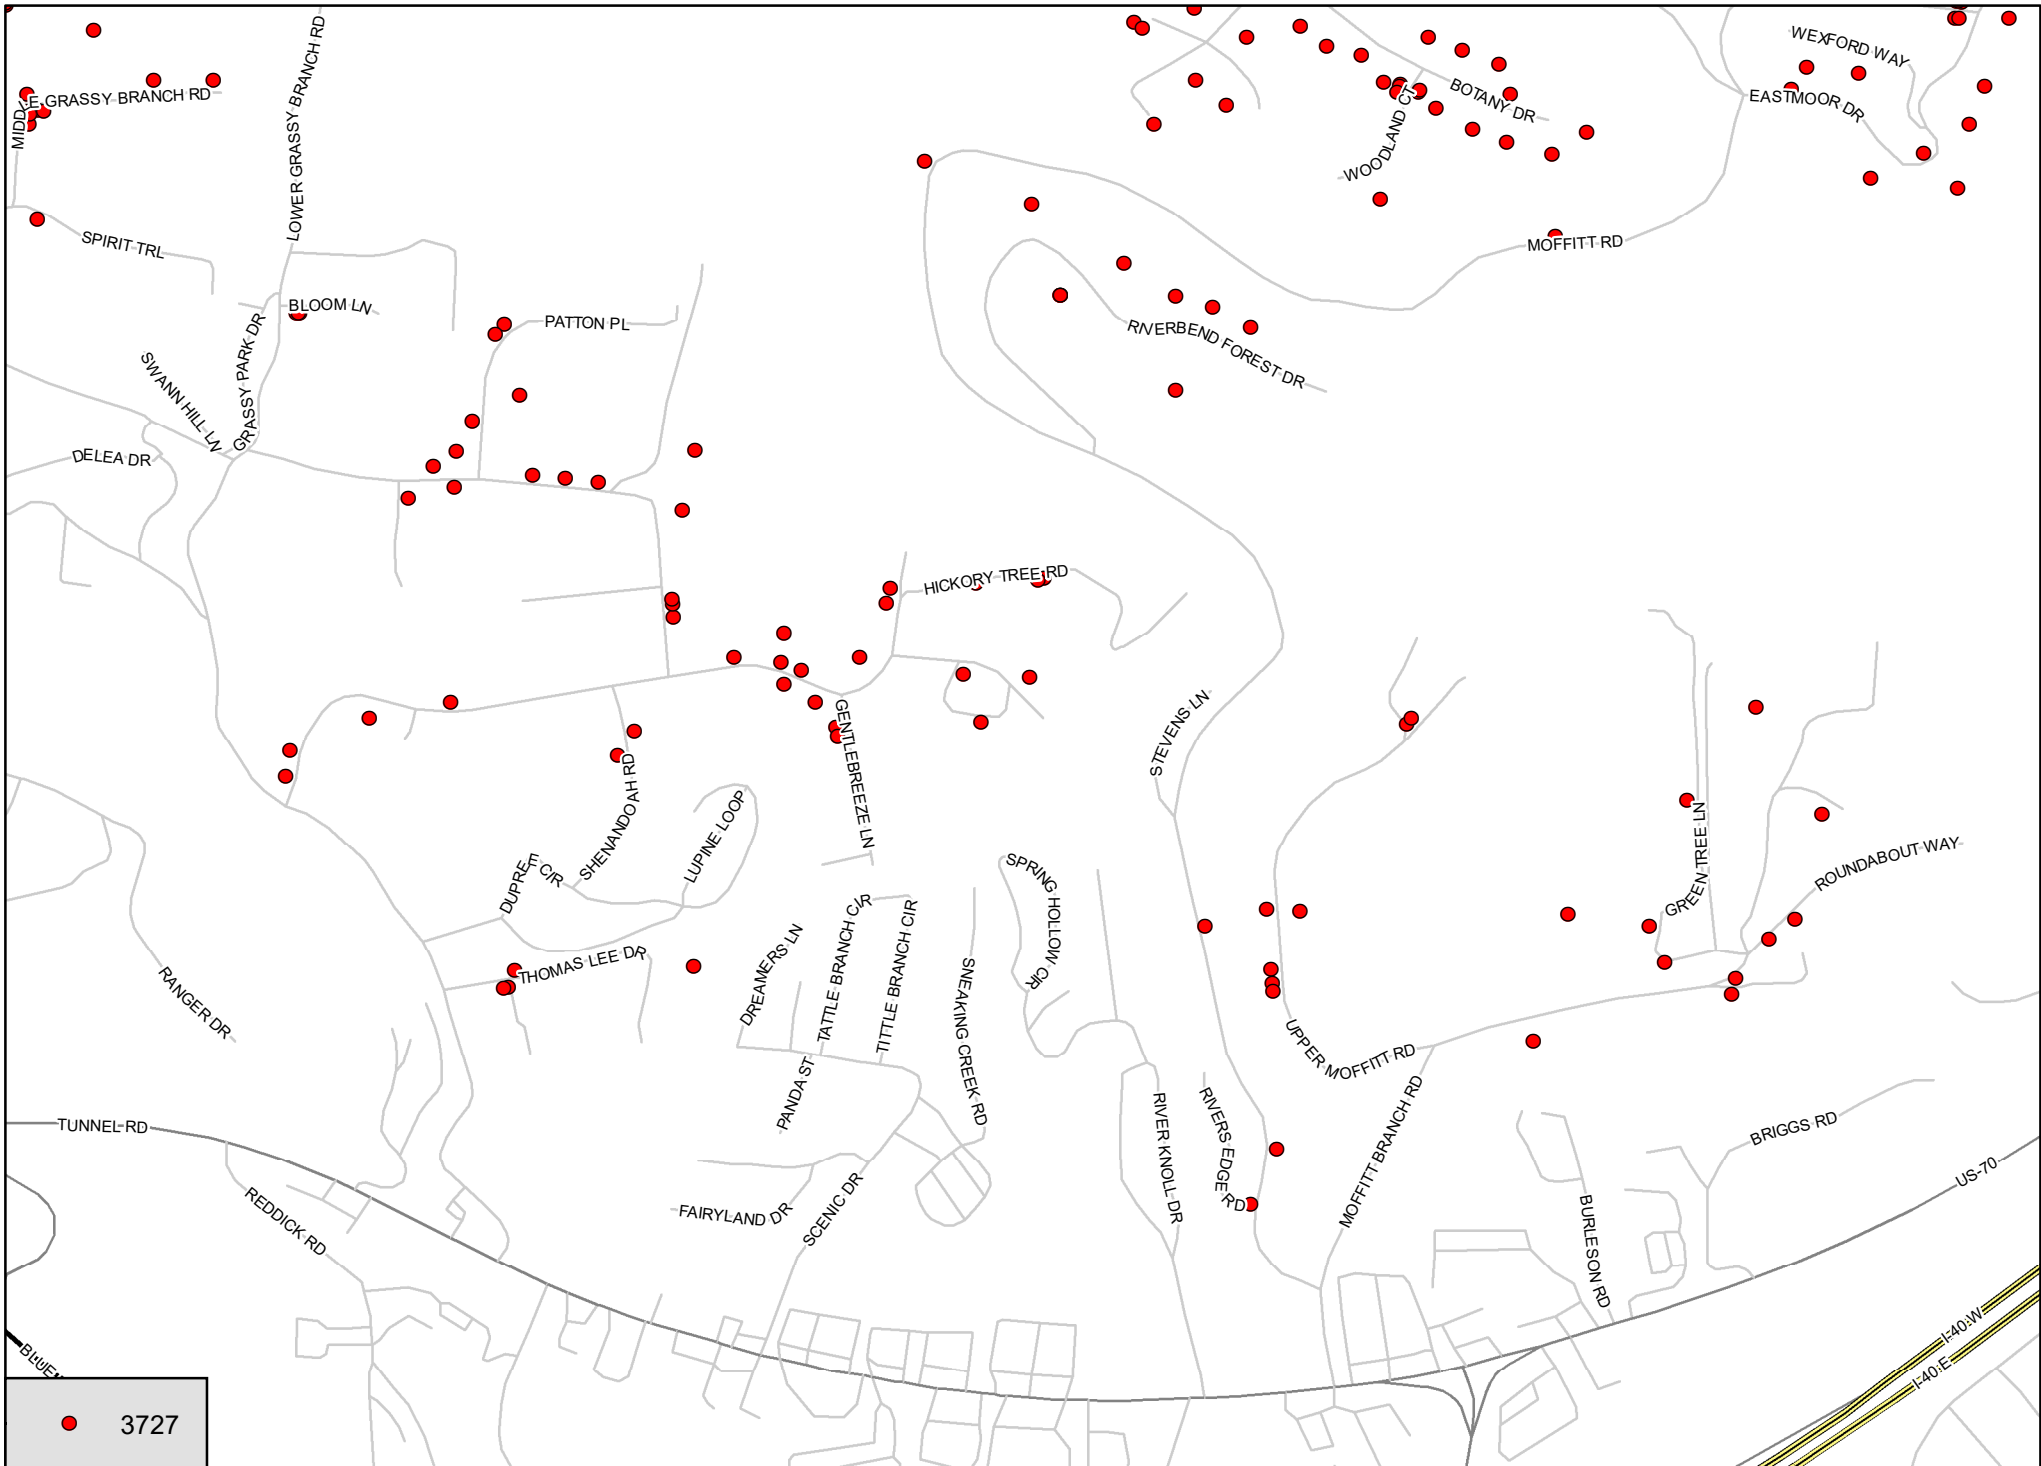 LOWER GRASSY BRANCH RD
WEXFORD WAY
MIDDLE GRASSY BRANCH RD
BOTANY DR
EASTMOOR DR
WOODLAND CT
SPIRIT TRL
MOFFITT RD
BLOOM LN
PATTON PL
GRASSY PARK DR
SWANN HILL LN
RIVERBEND FOREST DR
DELEA DR
HICKORY TREE RD
STEVENS LN
GENTLEBREEZE LN
SHENANDOAH RD
LUPINE LOOP
DUPREE CIR
GREEN TREE LN
ROUNDABOUT WAY
SPRING HOLLOW CIR
THOMAS LEE DR
DREAMERS LN
TATTLE BRANCH CIR
TITTLE BRANCH CIR
SNEAKING CREEK RD
RANGER DR
UPPER MOFFITT RD
PANDA ST
MOFFITT BRANCH RD
TUNNEL RD
RIVER KNOLL DR
RIVERS EDGE RD
BRIGGS RD
US-70
REDDICK RD
FAIRYLAND DR
SCENIC DR
BURLESON RD
I-40 W
I-40 E
3727